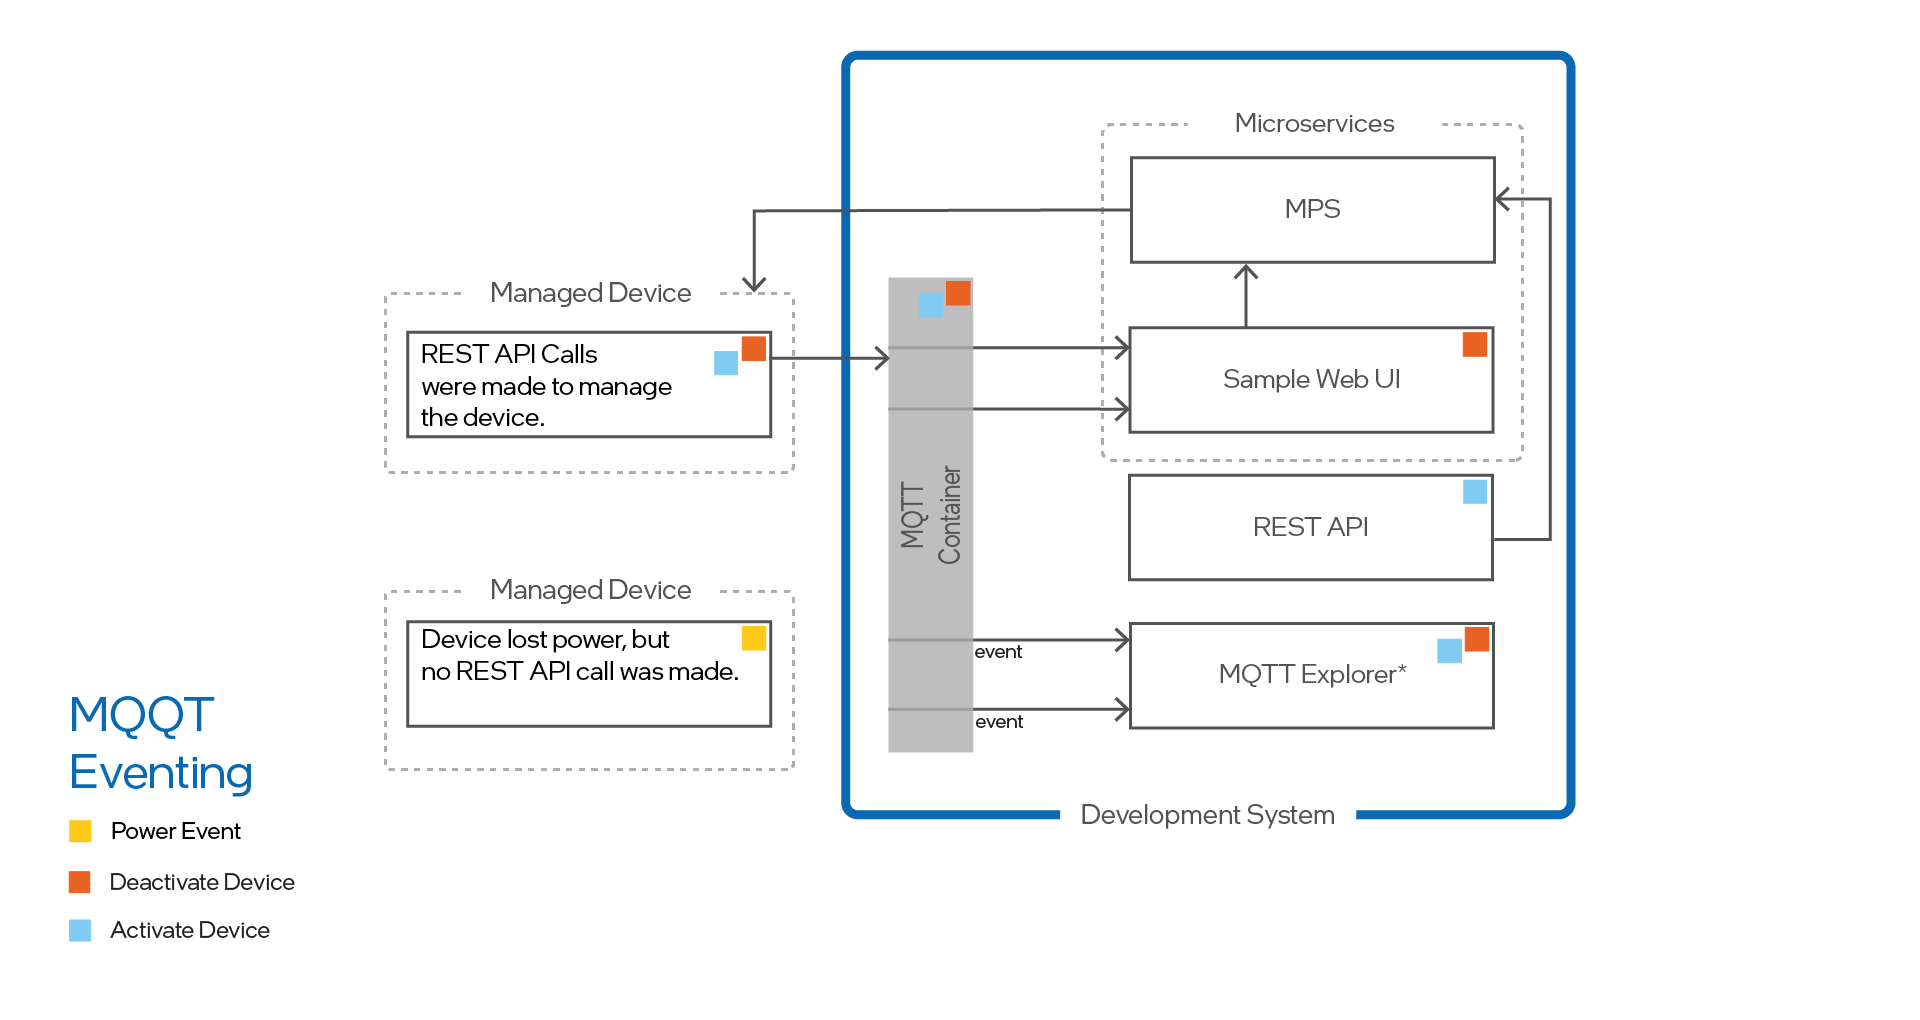 Microservices
MPS
Managed Device
REST API Calls
were made to manage
the device.
Sample Web UI
MQTT
Container
REST API
Managed Device
Device lost power, but
no REST API call was made.
event
MQTT Explorer*
event
MQQT
Eventing
Development System
Power Event
Deactivate Device
Activate Device